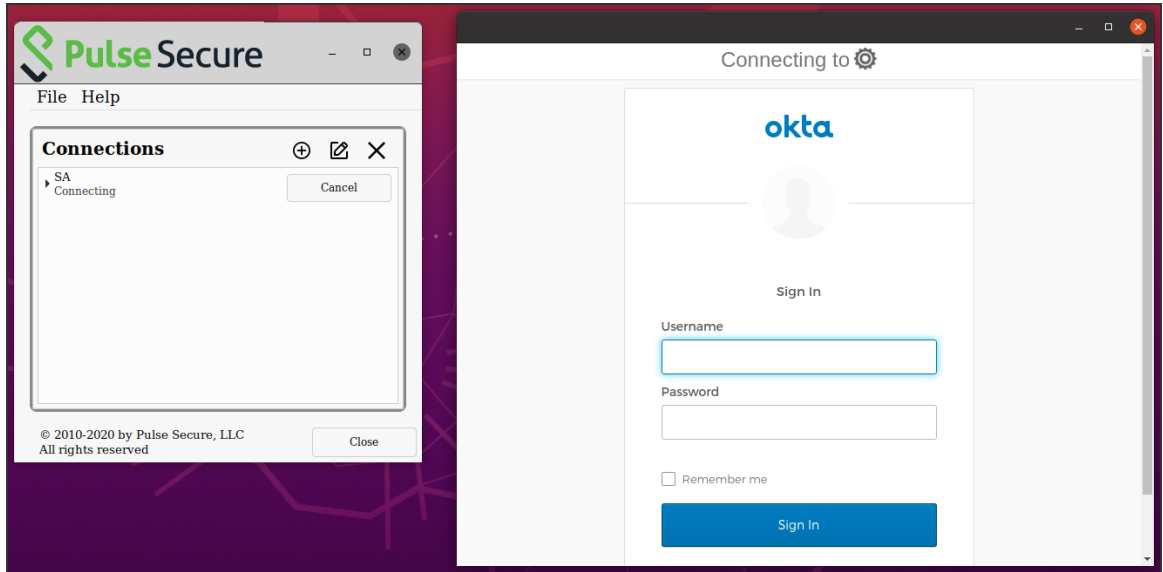 Pulse Secure
File Help
Connections
SA
Connecting
Cancel
© 2010-2020 by Pulse Secure, LLC
All rights reserved
Close
Connecting to
okta
Sign In
Username
Password
Remember me
Sign In